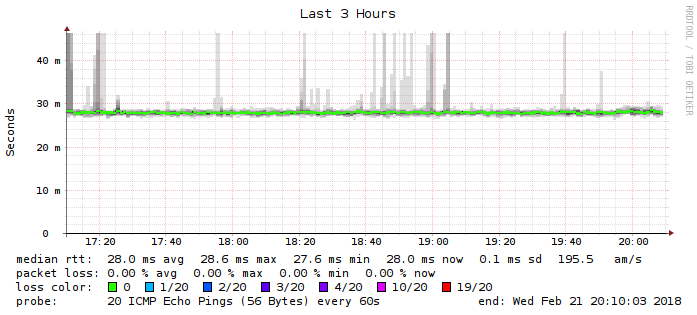 Last 3 Hours
RRDTOOL / TOBI OETIKER
Seconds
40 m
30 m
20 m
10 m
0
17:20 17:40 18:00 18:20 18:40 19:00 19:20 19:40 20:00
median rtt: 28.0 ms avg 28.6 ms max 27.6 ms min 28.0 ms now 0.1 ms sd 195.5 am/s
packet loss: 0.00 % avg 0.00 % max 0.00 % min 0.00 % now
loss color: 0 1/20 2/20 3/20 4/20 10/20 19/20
probe: 20 ICMP Echo Pings (56 Bytes) every 60s end: Wed Feb 21 20:10:03 2018